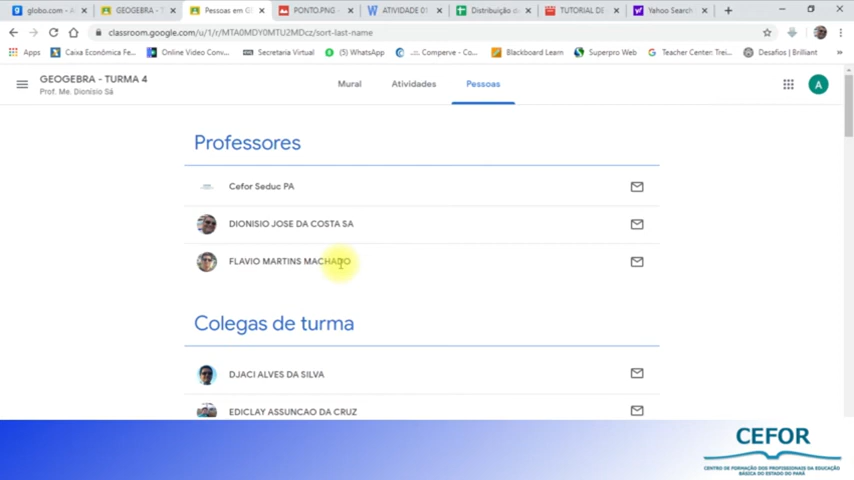 globo.com - A
GEOGEBRA - T
Pessoas em G
PONTO.PNG -
ATIVIDADE 01
Distribuição d
TUTORIAL DE
Yahoo Search
classroom.google.com/u/1/r/MTA0MDY0MTU2MDcz/sort-last-name
Apps
Caixa Econômica Fe...
Online Video Conv...
Secretaria Virtual
(5) WhatsApp
.:: Comperve - Co...
Blackboard Learn
Superpro Web
Teacher Center: Trei...
Desafios | Brilliant
GEOGEBRA - TURMA 4
Prof. Me. Dionísio Sá
Mural
Atividades
Pessoas
A
Professores
Cefor Seduc PA
DIONISIO JOSE DA COSTA SA
FLAVIO MARTINS MACHADO
Colegas de turma
DJACI ALVES DA SILVA
EDICLAY ASSUNCAO DA CRUZ
CEFOR
CENTRO DE FORMAÇÃO DOS PROFISSIONAIS DA EDUCAÇÃO
BÁSICA DO ESTADO DO PARÁ